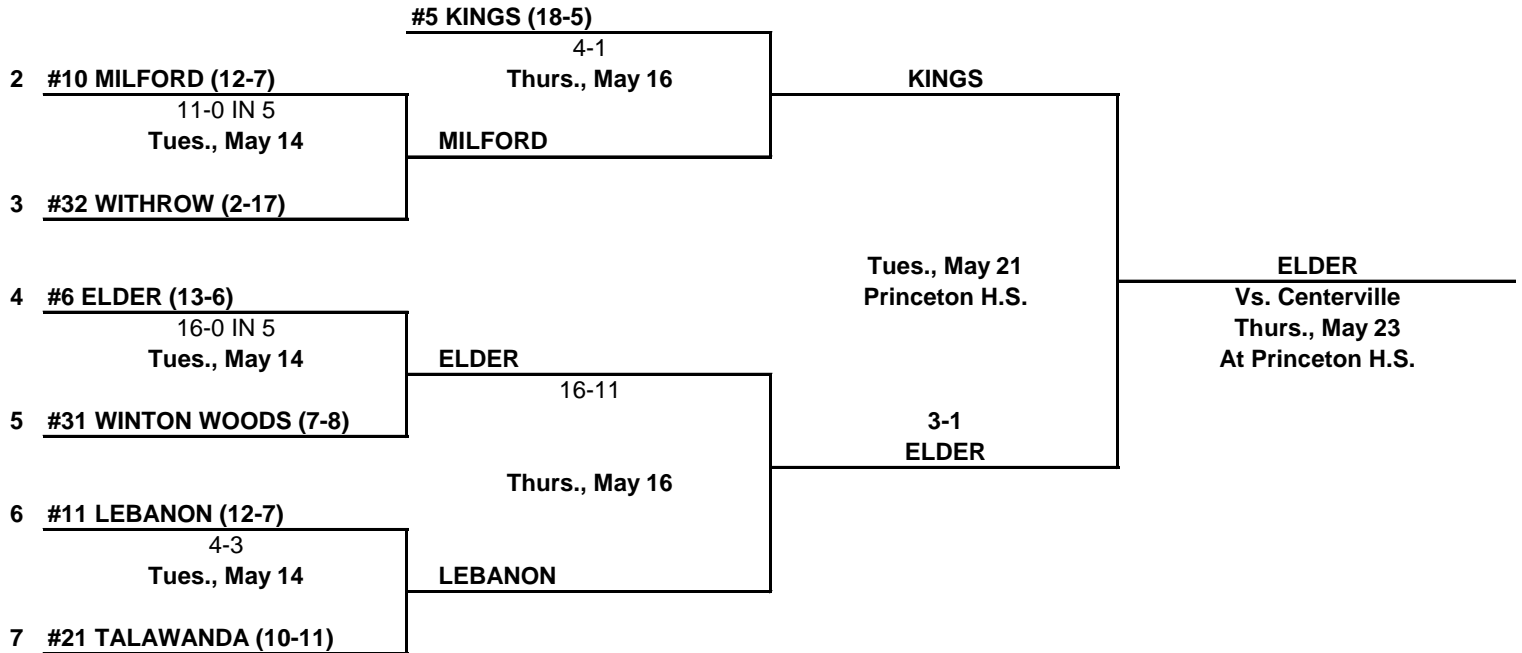 #5 KINGS (18-5)
4-1
2 #10 MILFORD (12-7) Thurs., May 16 KINGS
11-0 IN 5
Tues., May 14 MILFORD
3 #32 WITHROW (2-17)
Tues., May 21 ELDER
4 #6 ELDER (13-6) Princeton H.S. Vs. Centerville
16-0 IN 5 Thurs., May 23
Tues., May 14 ELDER At Princeton H.S.
16-11
5 #31 WINTON WOODS (7-8) 3-1
ELDER
Thurs., May 16
6 #11 LEBANON (12-7)
4-3
Tues., May 14 LEBANON
7 #21 TALAWANDA (10-11)